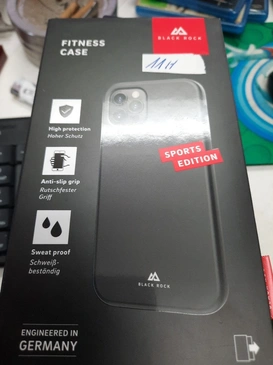 FITNESS
CASE
BLACK ROCK
11 H
High protection
Hoher Schutz
SPORTS
EDITION
Anti-slip grip
Rutschfester
Griff
Sweat proof
Schweiß-
beständig
BLACK ROCK
ENGINEERED IN
GERMANY